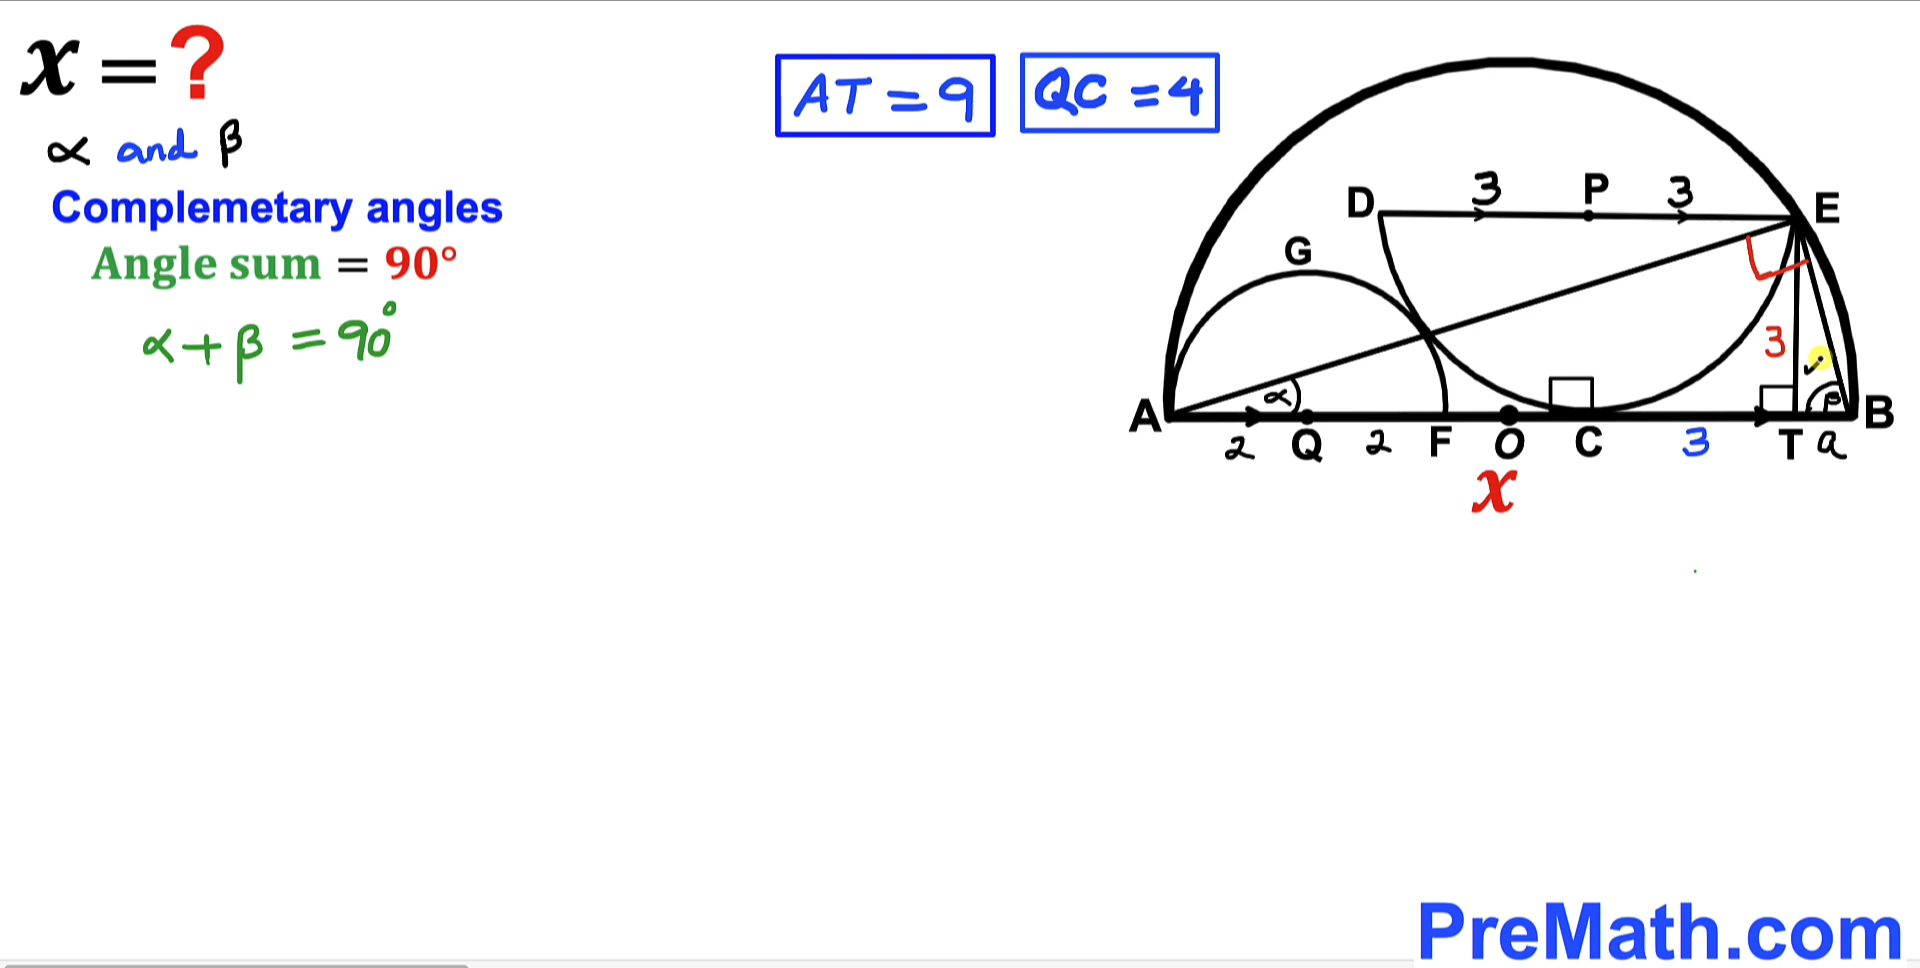 x = ?
α and β
Complemetary angles
Angle sum = 90°
α + β = 90°
AT = 9
QC = 4
D 3 P 3 E
G
3
α β
A 2 Q 2 F O C 3 T a B
x
PreMath.com